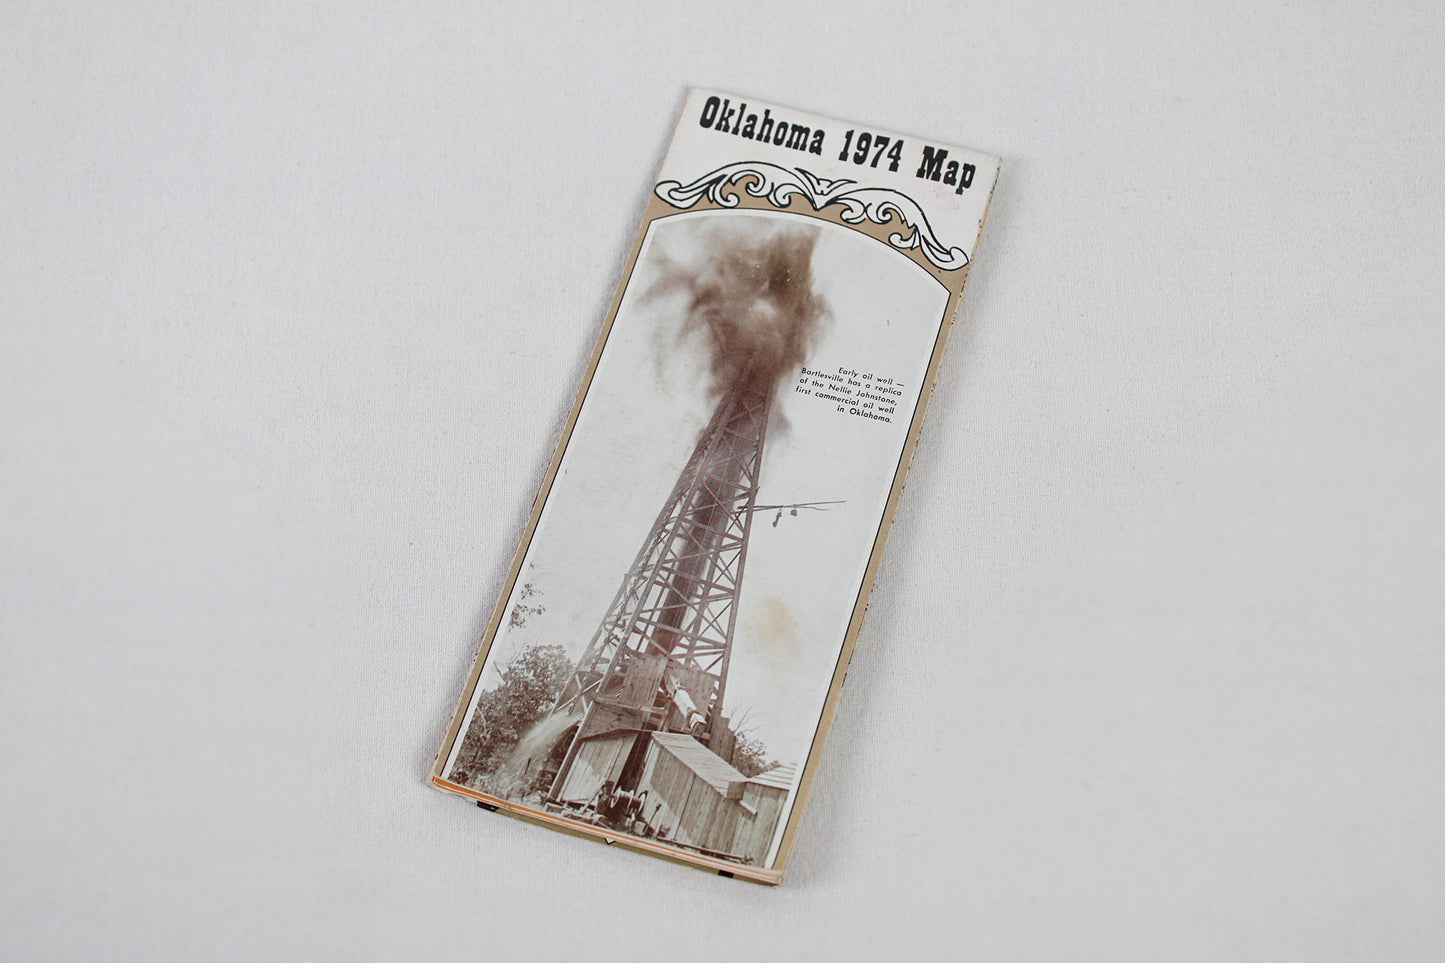 Oklahoma 1974 Map
Early oil well —
Bartlesville has a replica
of the Nellie Johnstone,
first commercial oil well
in Oklahoma.